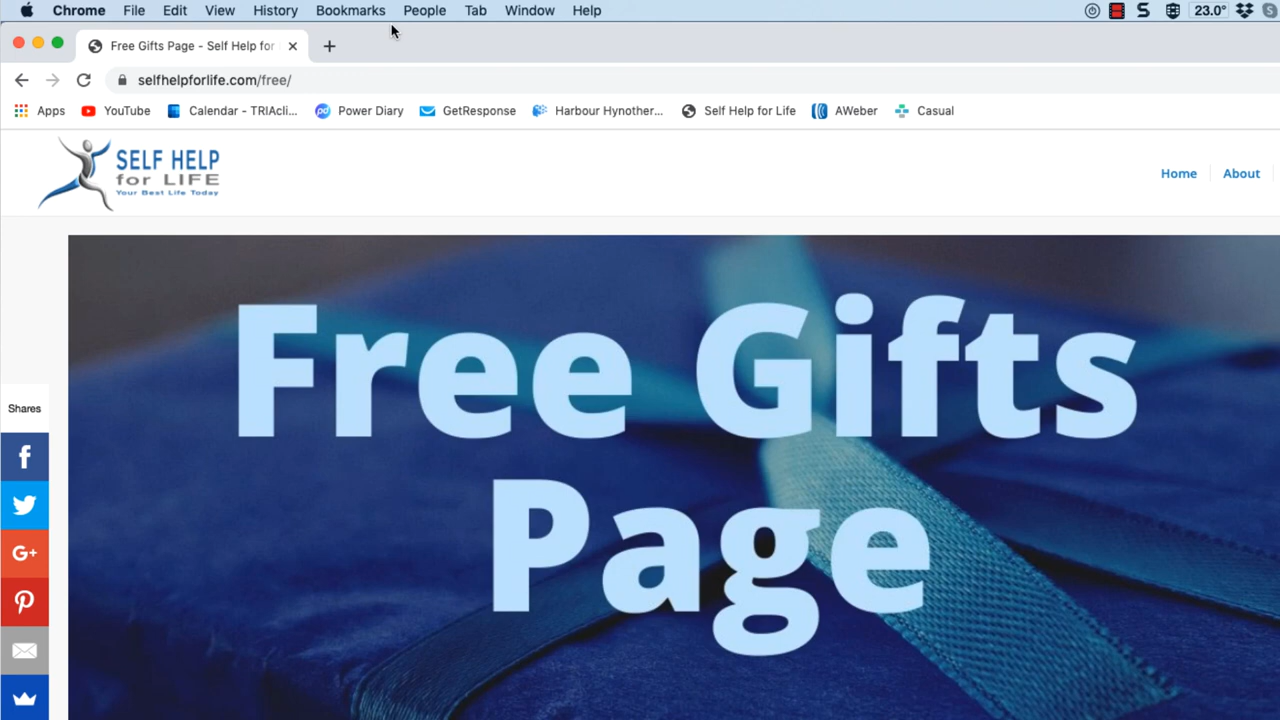 Chrome File Edit View History Bookmarks People Tab Window Help 23.0°
Free Gifts Page - Self Help for
selfhelpforlife.com/free/
Apps YouTube Calendar - TRIAcli... Power Diary GetResponse Harbour Hynother... Self Help for Life AWeber Casual
SELF HELP
for LIFE
Your Best Life Today
Home About
Free Gifts
Page
Shares